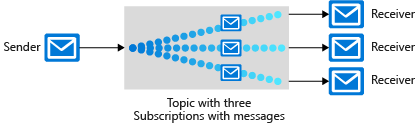 Sender
Receiver
Receiver
Receiver
Topic with three
Subscriptions with messages